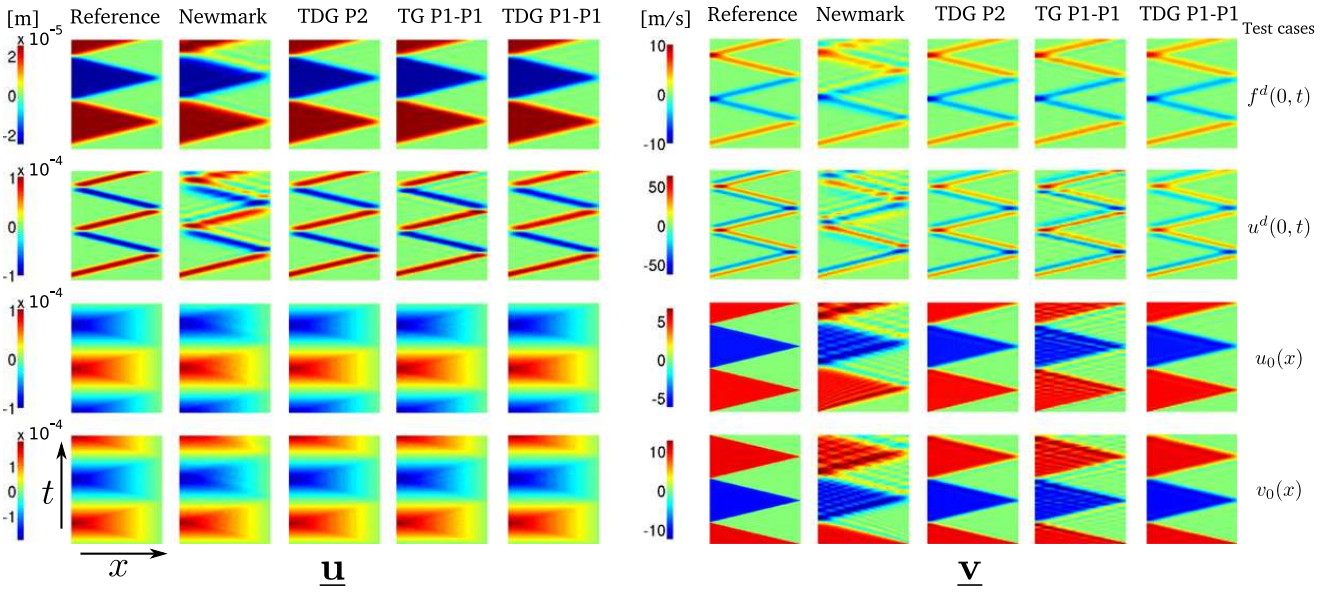 [m] Reference Newmark TDG P2 TG P1-P1 TDG P1-P1
[m/s] Reference Newmark TDG P2 TG P1-P1 TDG P1-P1 Test cases
x 10^-5
2
0
-2
10
0
-10
f^d(0, t)
x 10^-4
1
0
-1
50
0
-50
u^d(0, t)
x 10^-4
1
0
-1
5
0
-5
u_0(x)
x 10^-4
1
0
-1
10
0
-10
v_0(x)
t
x
u
v